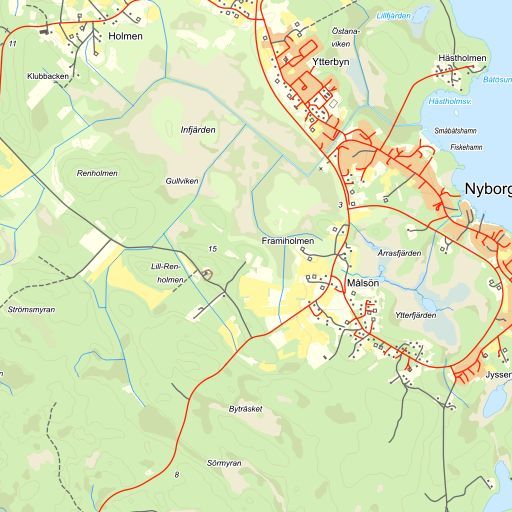 Lillfjärden
Holmen
Östana-
viken
11
Ytterbyn
Hästholmen
Klubbacken
Båtösun
Hästholmsv.
Infjärden
Småbåtshamn
Fiskehamn
Renholmen
Gullviken
Nyborg
3
15
Framiholmen
Årrasfjärden
Lill-Ren-
holmen
Målsön
Strömsmyran
Ytterfjärden
Jyssen
Byträsket
Sörmyran
8